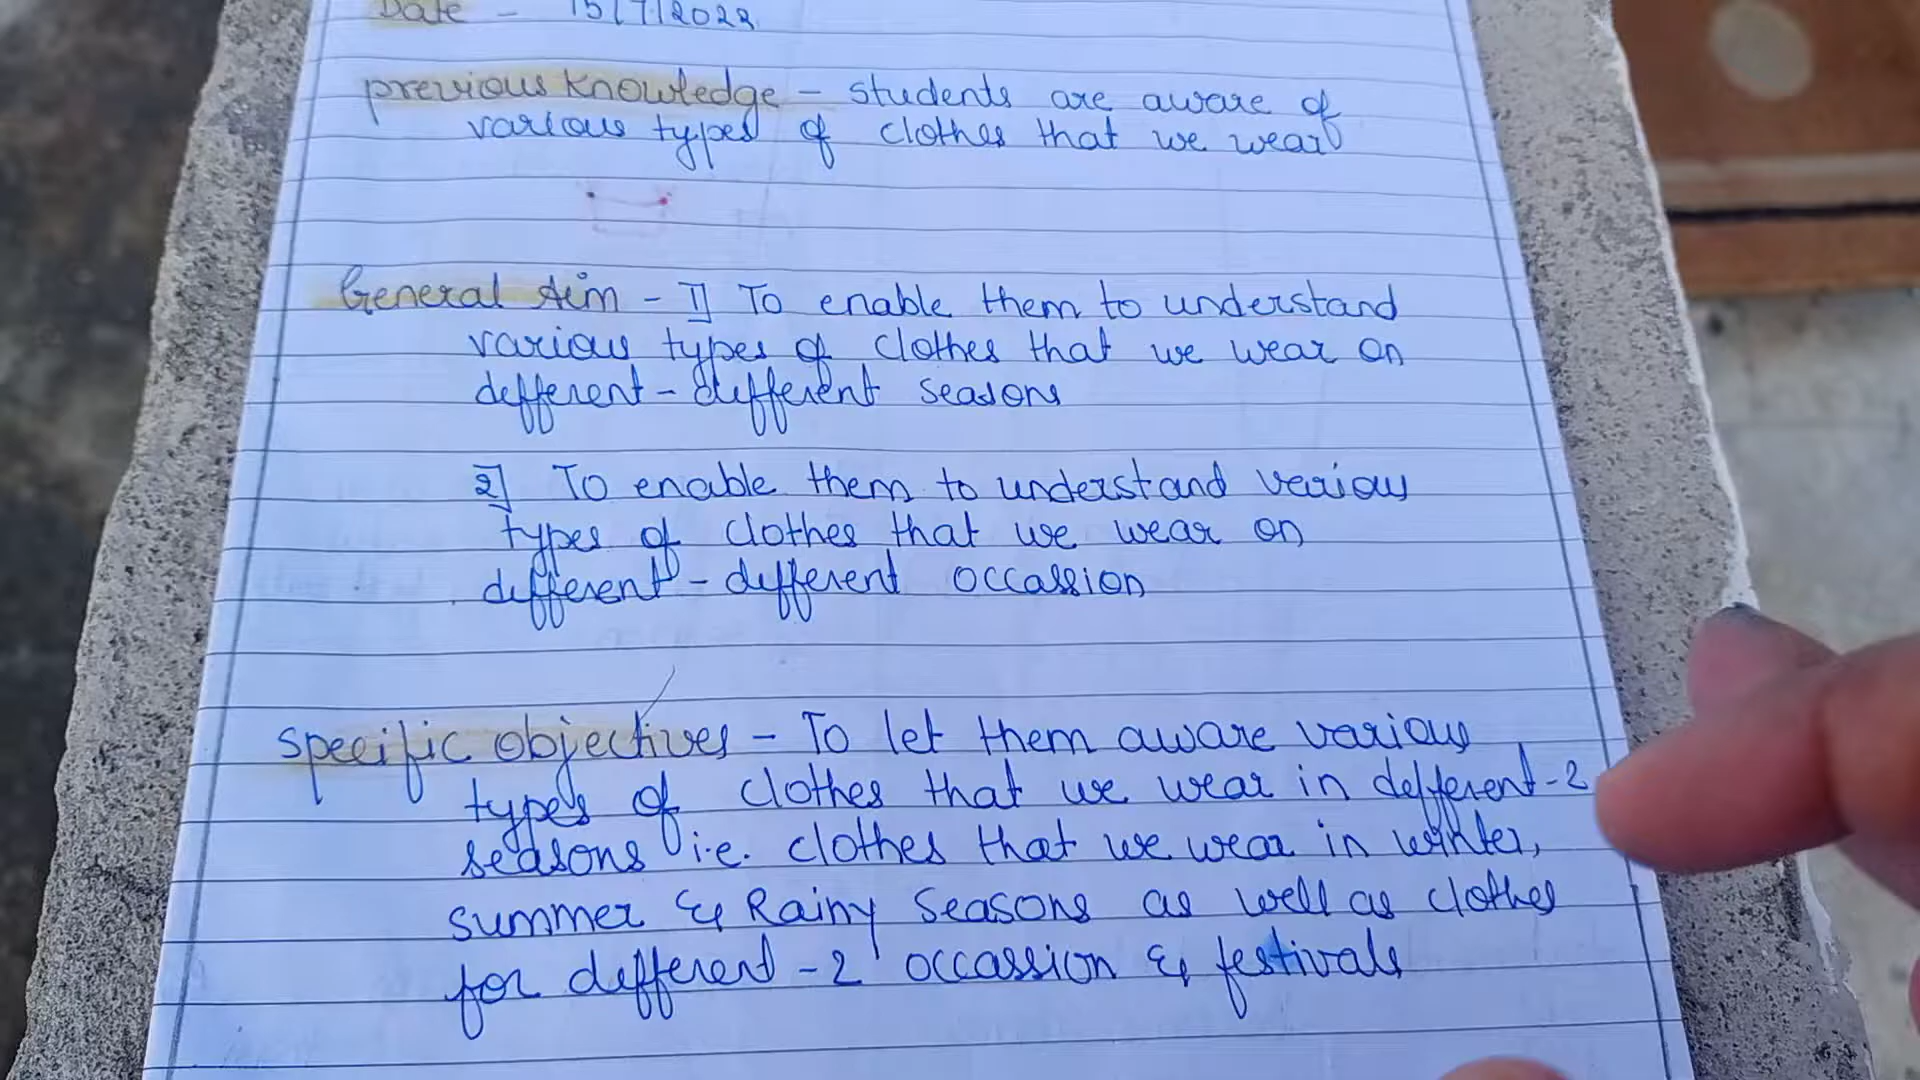 Date - 15/7/2022
previous knowledge - students are aware of
various types of clothes that we wear
General Aim - 1] To enable them to understand
various types of clothes that we wear on
different - different seasons
2] To enable them to understand various
types of clothes that we wear on
different - different occassion
specific objectives - To let them aware various
types of clothes that we wear in different-2
seasons i.e. clothes that we wear in winter,
summer & Rainy seasons as well as clothes
for different -2 occassion & festivals